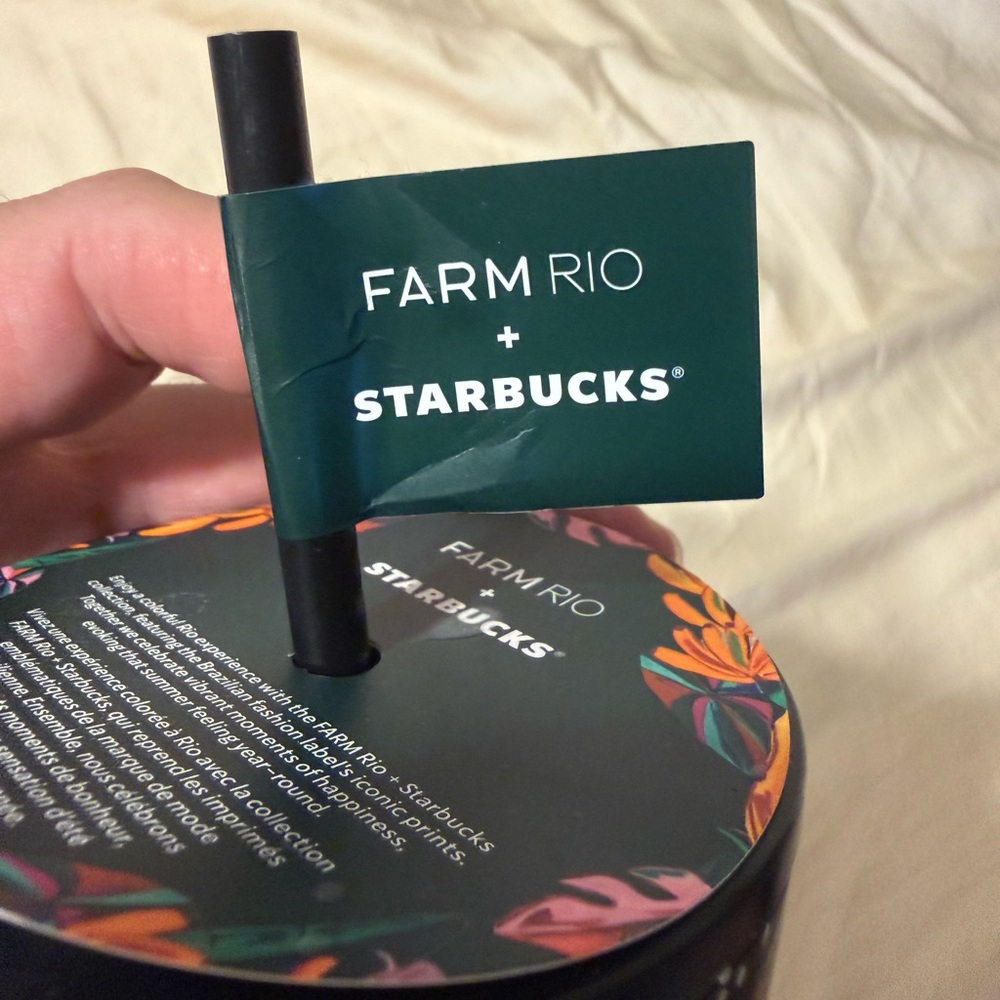 FARM RIO
+
STARBUCKS®
FARM RIO
+
STARBUCKS®
Enjoy a colorful Rio experience with the FARM Rio + Starbucks
collection, featuring the Brazilian fashion label's iconic prints.
Together we celebrate vibrant moments of happiness,
evoking that summer feeling year-round.
Vivez une expérience colorée à Rio avec la collection
FARM Rio + Starbucks, qui reprend les imprimés
emblématiques de la marque de mode
ilienne. Ensemble, nous célébrons
ts moments de bonheur,
sensation d'été